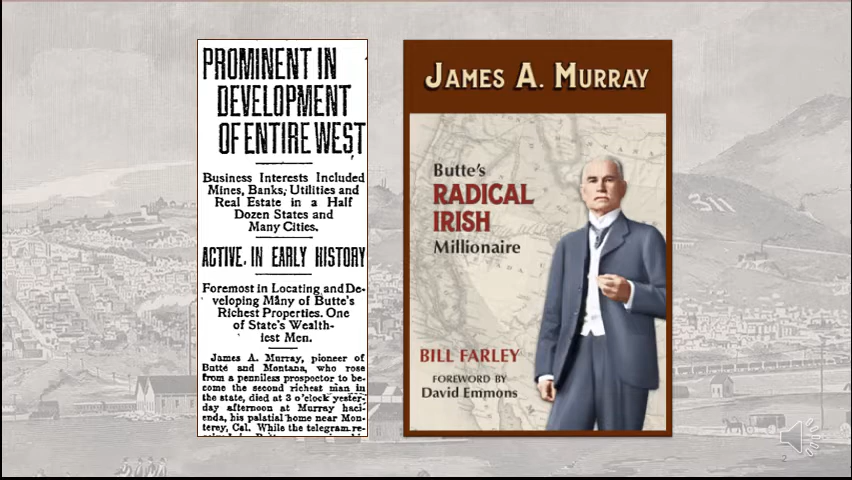 PROMINENT IN
DEVELOPMENT
OF ENTIRE WEST
Business Interests Included
Mines, Banks, Utilities and
Real Estate in a Half
Dozen States and
Many Cities.
ACTIVE IN EARLY HISTORY
Foremost in Locating and De-
veloping Many of Butte's
Richest Properties. One
of State's Wealth-
iest Men.
James A. Murray, pioneer of
Butte and Montana, who rose
from a penniless prospector to be-
come the second richest man in
the state, died at 3 o'clock yester-
day afternoon at Murray haci-
enda, his palatial home near Mon-
terey, Cal. While the telegram re-
JAMES A. MURRAY
Butte's
RADICAL
IRISH
Millionaire
BILL FARLEY
FOREWORD BY
David Emmons
311
2